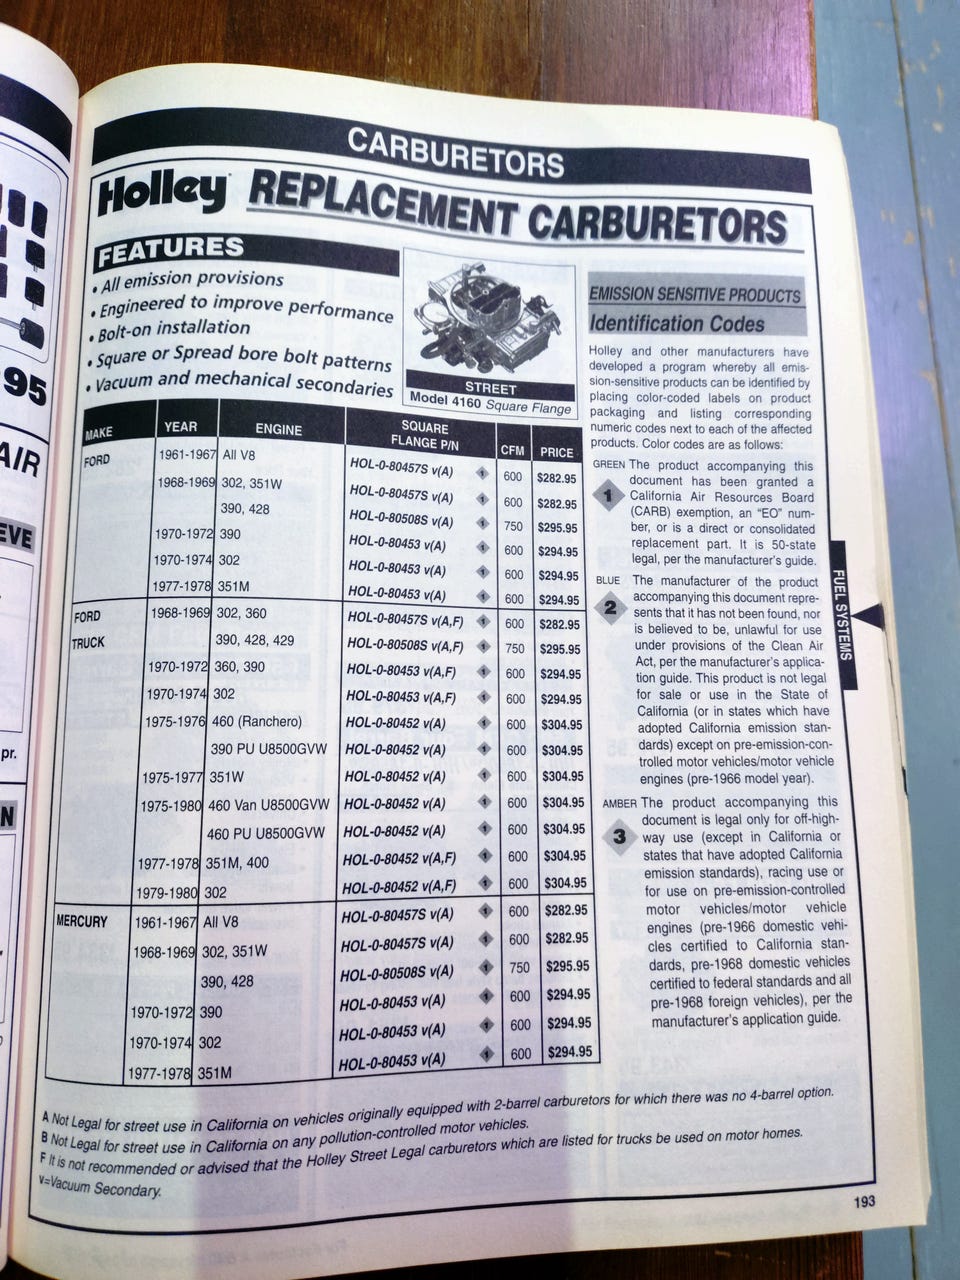 CARBURETORS
Holley REPLACEMENT CARBURETORS
FEATURES
• All emission provisions
• Engineered to improve performance
• Bolt-on installation
• Square or Spread bore bolt patterns
• Vacuum and mechanical secondaries
STREET
Model 4160 Square Flange
MAKE YEAR ENGINE SQUARE FLANGE P/N CFM PRICE
FORD 1961-1967 All V8 HOL-0-80457S v(A) 1 600 $282.95
1968-1969 302, 351W HOL-0-80457S v(A) 1 600 $282.95
390, 428 HOL-0-80508S v(A) 1 750 $295.95
1970-1972 390 HOL-0-80453 v(A) 1 600 $294.95
1970-1974 302 HOL-0-80453 v(A) 1 600 $294.95
1977-1978 351M HOL-0-80453 v(A) 1 600 $294.95
FORD TRUCK 1968-1969 302, 360 HOL-0-80457S v(A,F) 1 600 $282.95
390, 428, 429 HOL-0-80508S v(A,F) 1 750 $295.95
1970-1972 360, 390 HOL-0-80453 v(A,F) 1 600 $294.95
1970-1974 302 HOL-0-80453 v(A,F) 1 600 $294.95
1975-1976 460 (Ranchero) HOL-0-80452 v(A) 1 600 $304.95
390 PU U8500GVW HOL-0-80452 v(A) 1 600 $304.95
1975-1977 351W HOL-0-80452 v(A) 1 600 $304.95
1975-1980 460 Van U8500GVW HOL-0-80452 v(A) 1 600 $304.95
460 PU U8500GVW HOL-0-80452 v(A) 1 600 $304.95
1977-1978 351M, 400 HOL-0-80452 v(A,F) 1 600 $304.95
1979-1980 302 HOL-0-80452 v(A,F) 1 600 $304.95
MERCURY 1961-1967 All V8 HOL-0-80457S v(A) 1 600 $282.95
1968-1969 302, 351W HOL-0-80457S v(A) 1 600 $282.95
390, 428 HOL-0-80508S v(A) 1 750 $295.95
1970-1972 390 HOL-0-80453 v(A) 1 600 $294.95
1970-1974 302 HOL-0-80453 v(A) 1 600 $294.95
1977-1978 351M HOL-0-80453 v(A) 1 600 $294.95
A Not Legal for street use in California on vehicles originally equipped with 2-barrel carburetors for which there was no 4-barrel option.
B Not Legal for street use in California on any pollution-controlled motor vehicles.
F It is not recommended or advised that the Holley Street Legal carburetors which are listed for trucks be used on motor homes.
v=Vacuum Secondary.
EMISSION SENSITIVE PRODUCTS
Identification Codes
Holley and other manufacturers have
developed a program whereby all emis-
sion-sensitive products can be identified by
placing color-coded labels on product
packaging and listing corresponding
numeric codes next to each of the affected
products. Color codes are as follows:
GREEN The product accompanying this
document has been granted a
1 California Air Resources Board
(CARB) exemption, an “EO” num-
ber, or is a direct or consolidated
replacement part. It is 50-state
legal, per the manufacturer's guide.
BLUE The manufacturer of the product
accompanying this document repre-
2 sents that it has not been found, nor
is believed to be, unlawful for use
under provisions of the Clean Air
Act, per the manufacturer's applica-
tion guide. This product is not legal
for sale or use in the State of
California (or in states which have
adopted California emission stan-
dards) except on pre-emission-con-
trolled motor vehicles/motor vehicle
engines (pre-1966 model year).
AMBER The product accompanying this
document is legal only for off-high-
3 way use (except in California or
states that have adopted California
emission standards), racing use or
for use on pre-emission-controlled
motor vehicles/motor vehicle
engines (pre-1966 domestic vehi-
cles certified to California stan-
dards, pre-1968 domestic vehicles
certified to federal standards and all
pre-1968 foreign vehicles), per the
manufacturer's application guide.
FUEL SYSTEMS
193
95
AIR
EVE
pr.
N